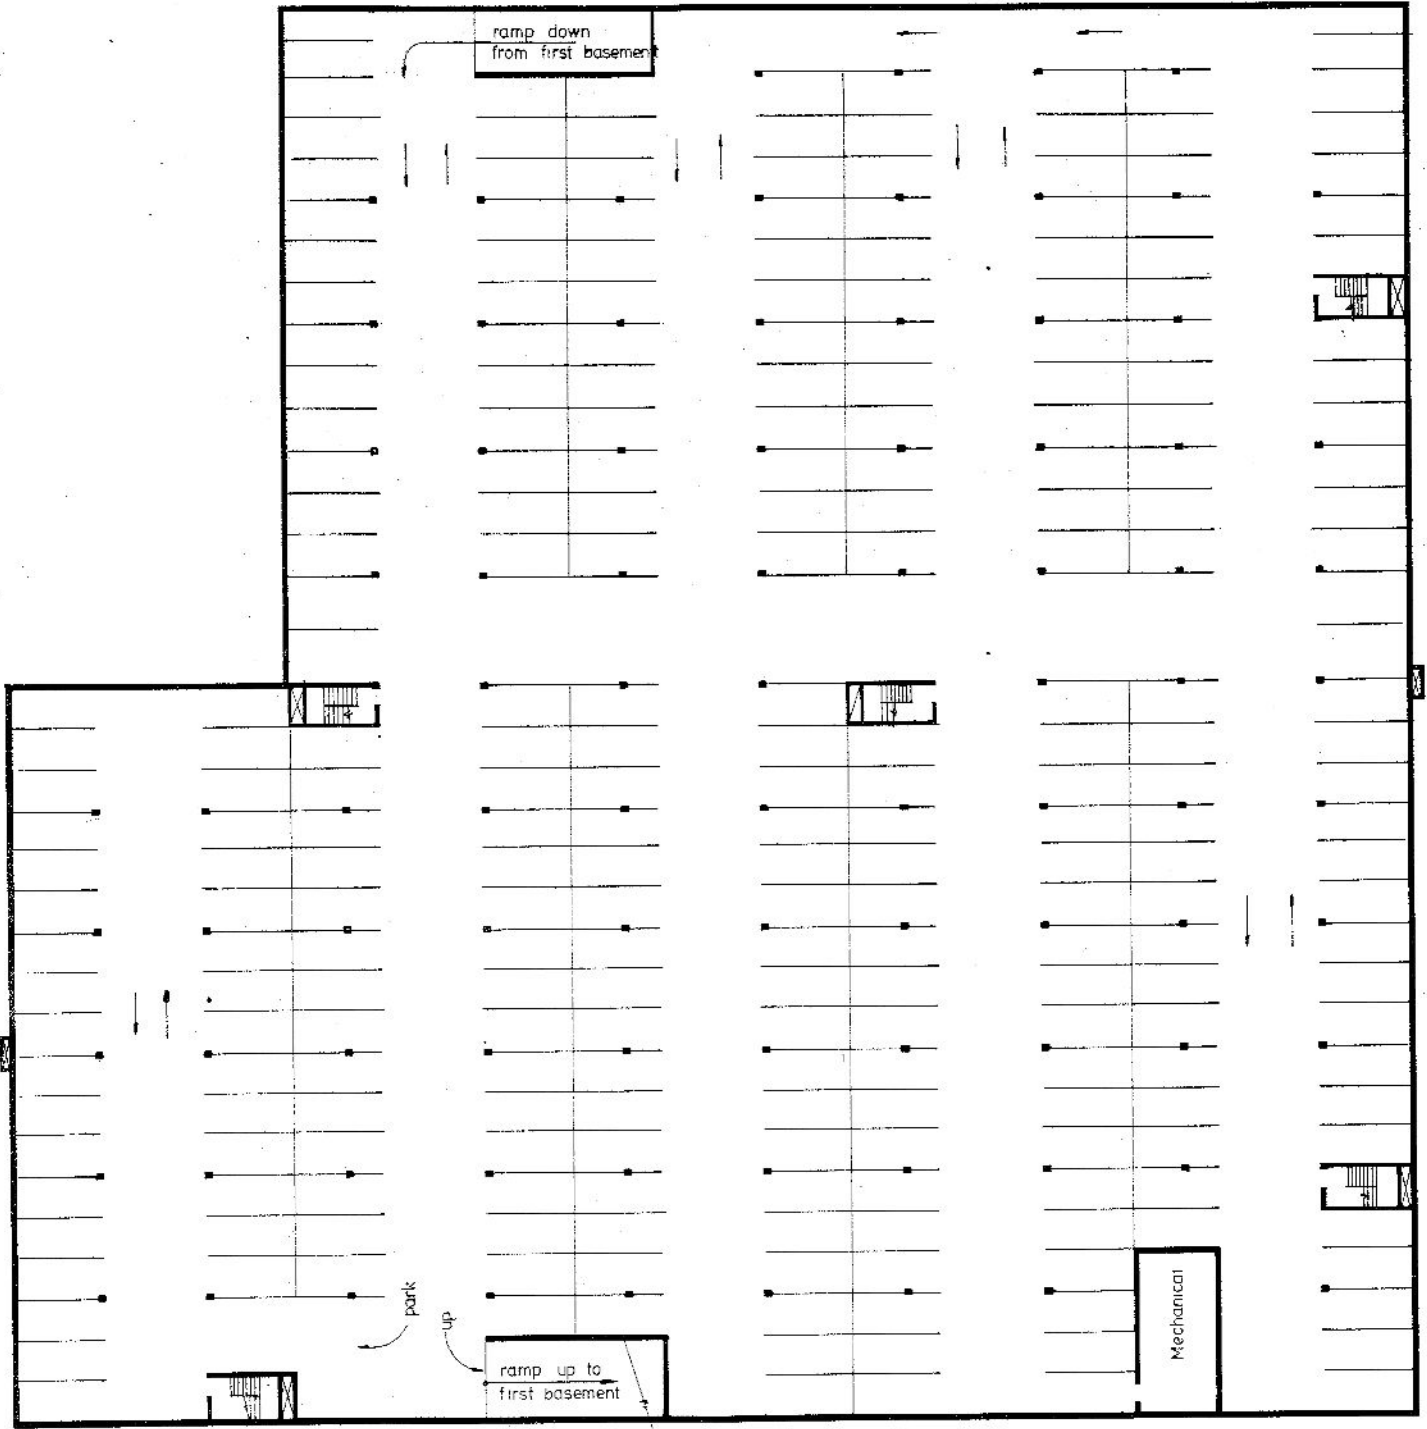 ramp down
from first basement
park
up
ramp up to
first basement
Mechanical